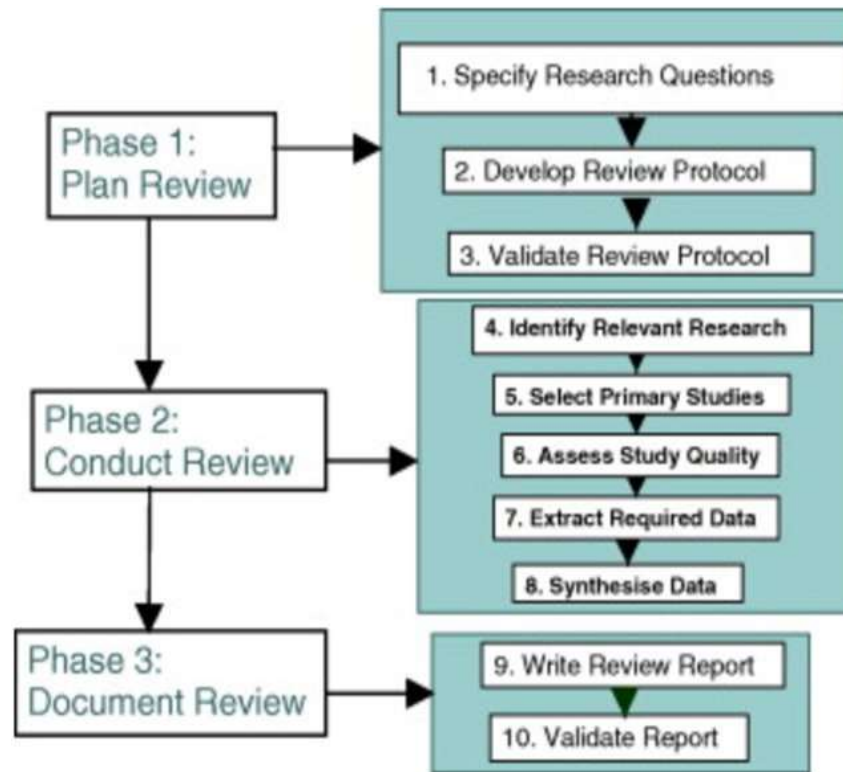 Phase 1:
Plan Review
1. Specify Research Questions
2. Develop Review Protocol
3. Validate Review Protocol
Phase 2:
Conduct Review
4. Identify Relevant Research
5. Select Primary Studies
6. Assess Study Quality
7. Extract Required Data
8. Synthesise Data
Phase 3:
Document Review
9. Write Review Report
10. Validate Report